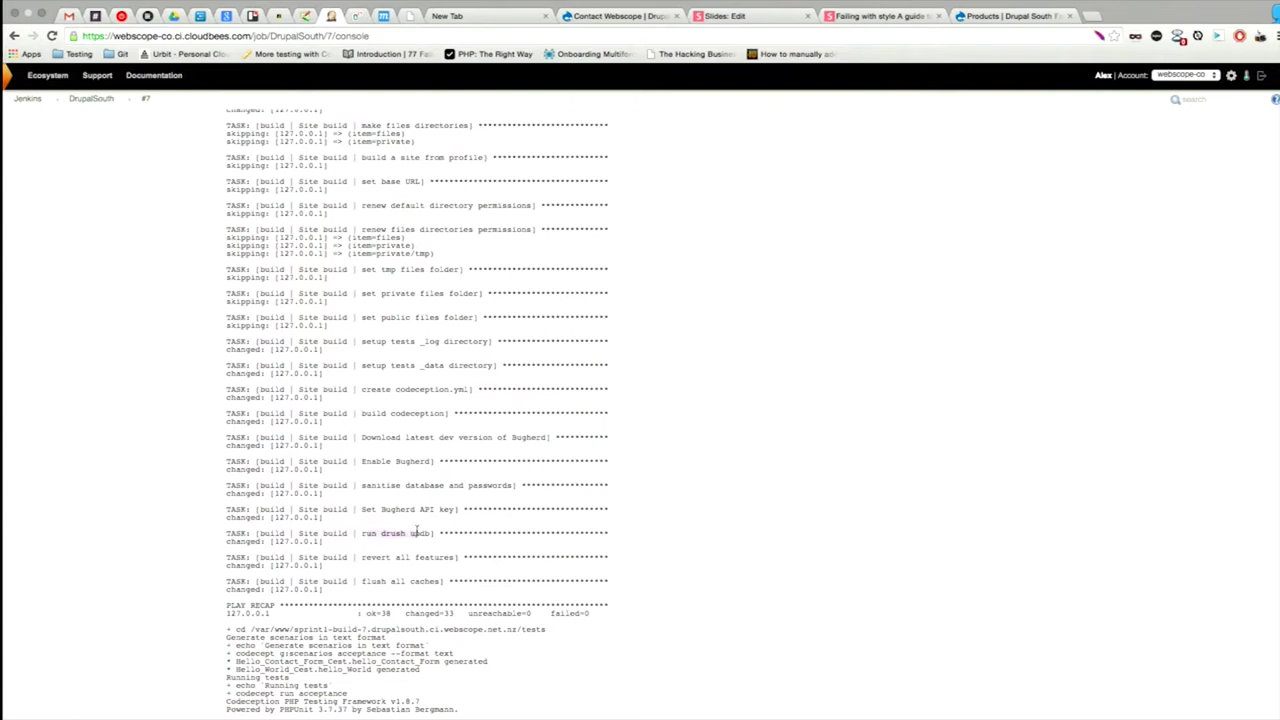 New Tab
Contact Webscope | Drupa
Slides: Edit
Failing with style A guide t
Products | Drupal South F
https://webscope-co.ci.cloudbees.com/job/DrupalSouth/7/console
Apps
Testing
Git
Urbit - Personal Clo
More testing with C
Introduction | 77 Fa
PHP: The Right Way
Onboarding Multifor
The Hacking Busine
How to manually ad
Ecosystem
Support
Documentation
Alex | Account:
webscope-co
Jenkins
DrupalSouth
#7
search
changed: [127.0.0.1]
TASK: [build | Site build | make files directories] ***************************
skipping: [127.0.0.1] => (item=files)
skipping: [127.0.0.1] => (item=private)
TASK: [build | Site build | build a site from profile] ************************
skipping: [127.0.0.1]
TASK: [build | Site build | set base URL] *************************************
skipping: [127.0.0.1]
TASK: [build | Site build | renew default directory permissions] **************
skipping: [127.0.0.1]
TASK: [build | Site build | renew files directories permissions] **************
skipping: [127.0.0.1] => (item=files)
skipping: [127.0.0.1] => (item=private)
skipping: [127.0.0.1] => (item=private/tmp)
TASK: [build | Site build | set tmp files folder] *****************************
skipping: [127.0.0.1]
TASK: [build | Site build | set private files folder] *************************
skipping: [127.0.0.1]
TASK: [build | Site build | set public files folder] **************************
skipping: [127.0.0.1]
TASK: [build | Site build | setup tests _log directory] ***********************
changed: [127.0.0.1]
TASK: [build | Site build | setup tests _data directory] **********************
changed: [127.0.0.1]
TASK: [build | Site build | create codeception.yml] ***************************
changed: [127.0.0.1]
TASK: [build | Site build | build codeception] ********************************
changed: [127.0.0.1]
TASK: [build | Site build | Download latest dev version of Bugherd] ***********
changed: [127.0.0.1]
TASK: [build | Site build | Enable Bugherd] ***********************************
changed: [127.0.0.1]
TASK: [build | Site build | sanitise database and passwords] ******************
changed: [127.0.0.1]
TASK: [build | Site build | Set Bugherd API key] ******************************
changed: [127.0.0.1]
TASK: [build | Site build | run drush updb] ***********************************
changed: [127.0.0.1]
TASK: [build | Site build | revert all features] ******************************
changed: [127.0.0.1]
TASK: [build | Site build | flush all caches] *********************************
changed: [127.0.0.1]
PLAY RECAP ********************************************************************
127.0.0.1 : ok=38 changed=33 unreachable=0 failed=0
+ cd /var/www/sprint1-build-7.drupalsouth.ci.webscope.net.nz/tests
Generate scenarios in text format
+ echo `Generate scenarios in text format`
+ codecept g:scenarios acceptance --format text
* Hello_Contact_Form_Cest.hello_Contact_Form generated
* Hello_World_Cest.hello_World generated
Running tests
+ echo `Running tests`
+ codecept run acceptance
Codeception PHP Testing Framework v1.8.7
Powered by PHPUnit 3.7.37 by Sebastian Bergmann.